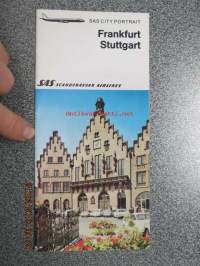 SAS CITY PORTRAIT
Frankfurt
Stuttgart
SAS SCANDINAVIAN AIRLINES